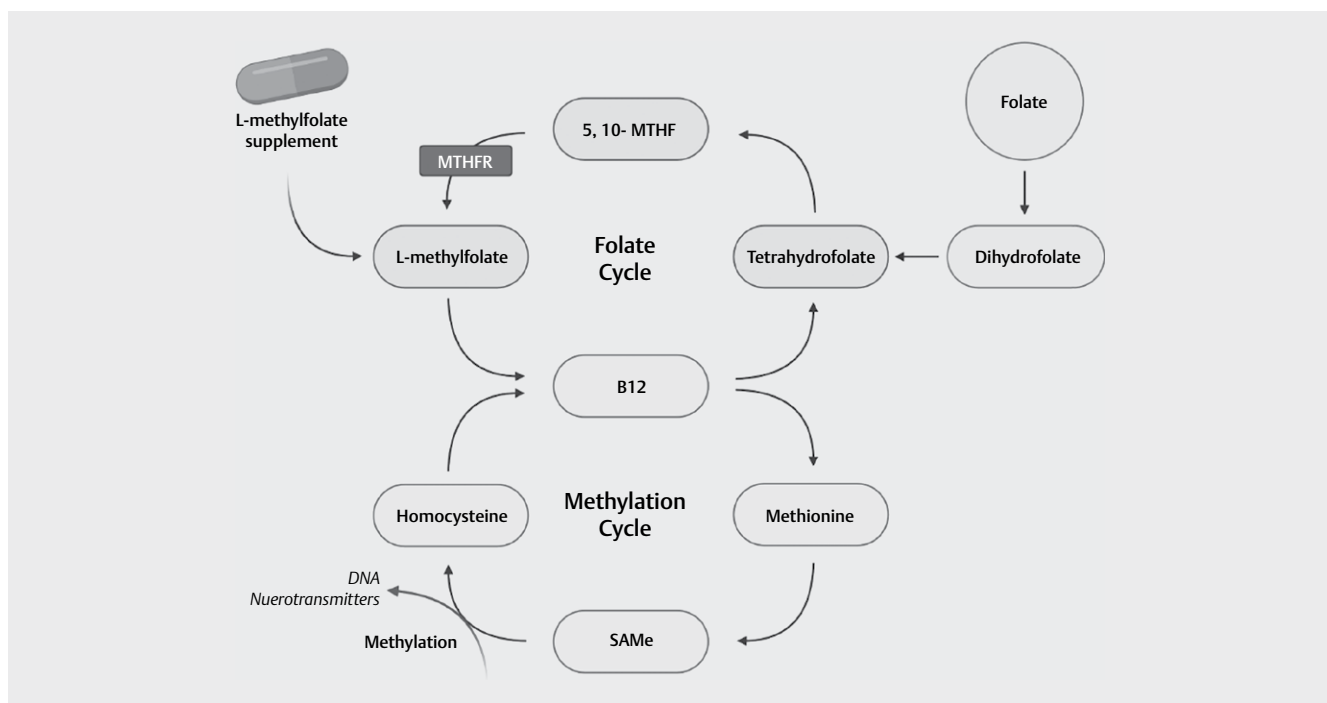 L-methylfolate
supplement
5, 10- MTHF
Folate
MTHFR
L-methylfolate
Folate
Cycle
Tetrahydrofolate
Dihydrofolate
B12
Homocysteine
Methylation
Cycle
Methionine
DNA
Nuerotransmitters
Methylation
SAMe